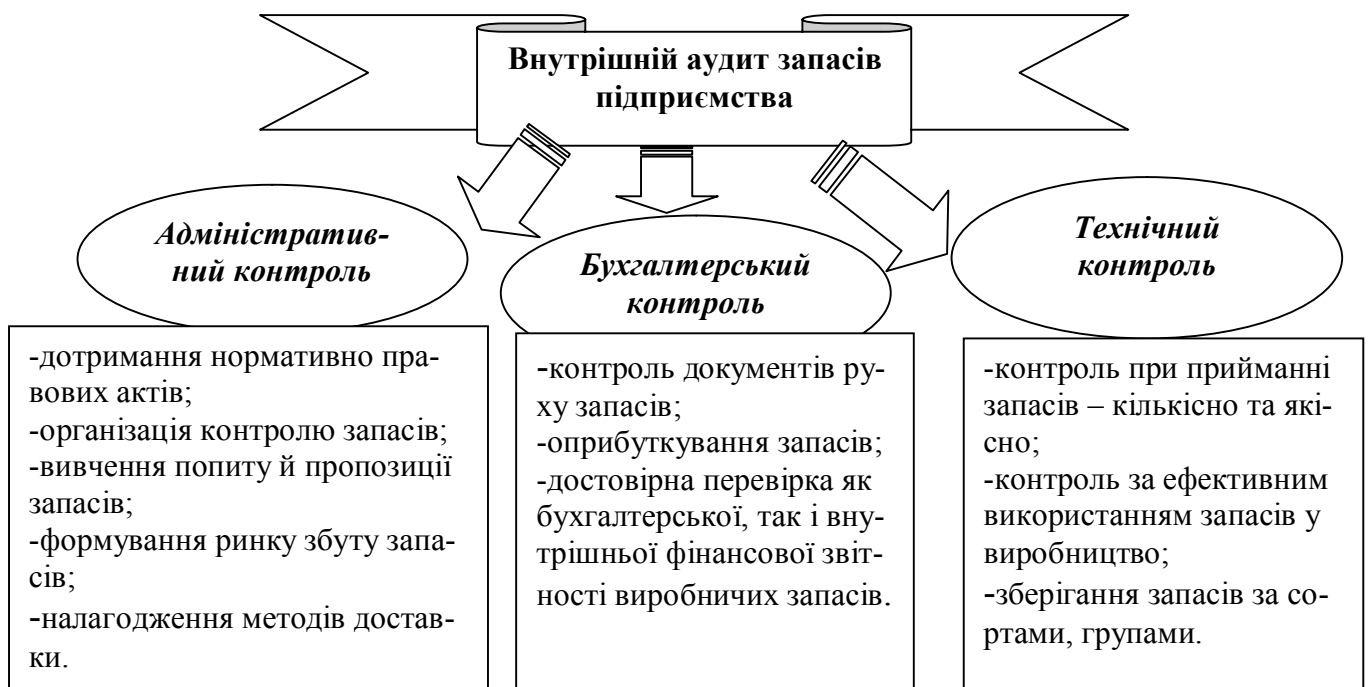 Внутрішній аудит запасів
підприємства
Адміністратив-
ний контроль
Бухгалтерський
контроль
Технічний
контроль
-дотримання нормативно пра-
вових актів;
-організація контролю запасів;
-вивчення попиту й пропозиції
запасів;
-формування ринку збуту запа-
сів;
-налагодження методів достав-
ки.
-контроль документів ру-
ху запасів;
-оприбуткування запасів;
-достовірна перевірка як
бухгалтерської, так і вну-
трішньої фінансової звіт-
ності виробничих запасів.
-контроль при прийманні
запасів – кількісно та які-
сно;
-контроль за ефективним
використанням запасів у
виробництво;
-зберігання запасів за со-
ртами, групами.